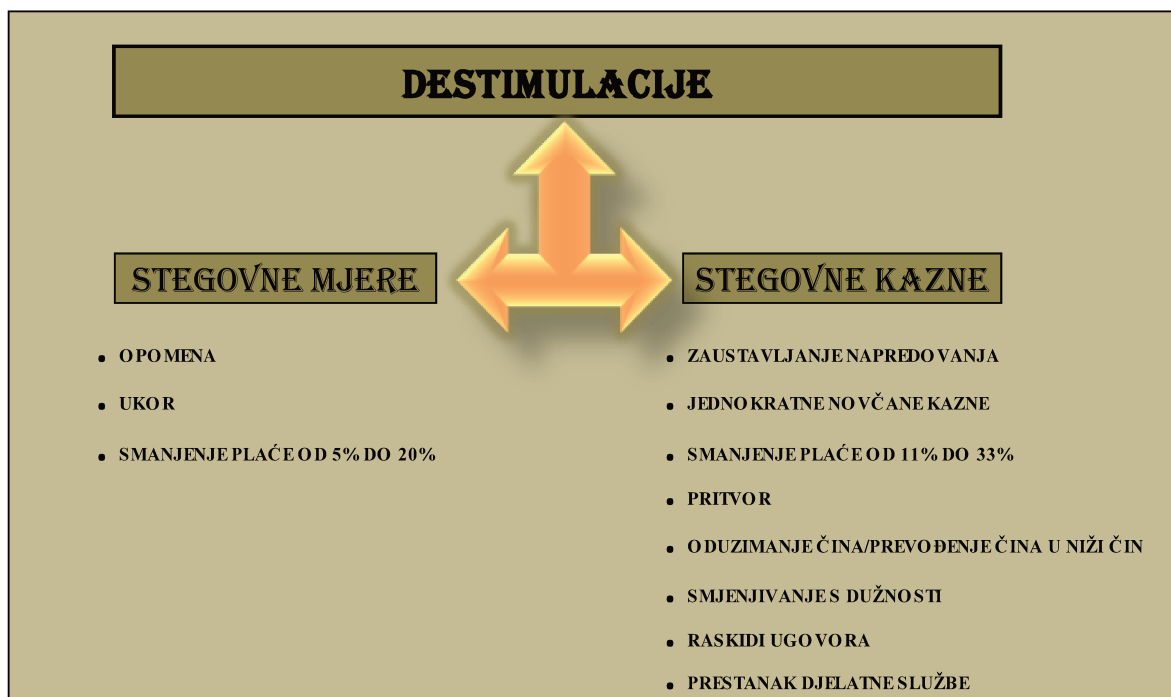 DESTIMULACIJE
STEGOVNE MJERE
• OPOMENA
• UKOR
• SMANJENJE PLAĆE OD 5% DO 20%
STEGOVNE KAZNE
• ZAUSTAVLJANJE NAPREDOVANJA
• JEDNOKRATNE NOVČANE KAZNE
• SMANJENJE PLAĆE OD 11% DO 33%
• PRITVOR
• ODUZIMANJE ČINA/PREVOĐENJE ČINA U NIŽI ČIN
• SMJENJIVANJE S DUŽNOSTI
• RASKIDI UGOVORA
• PRESTANAK DJELATNE SLUŽBE